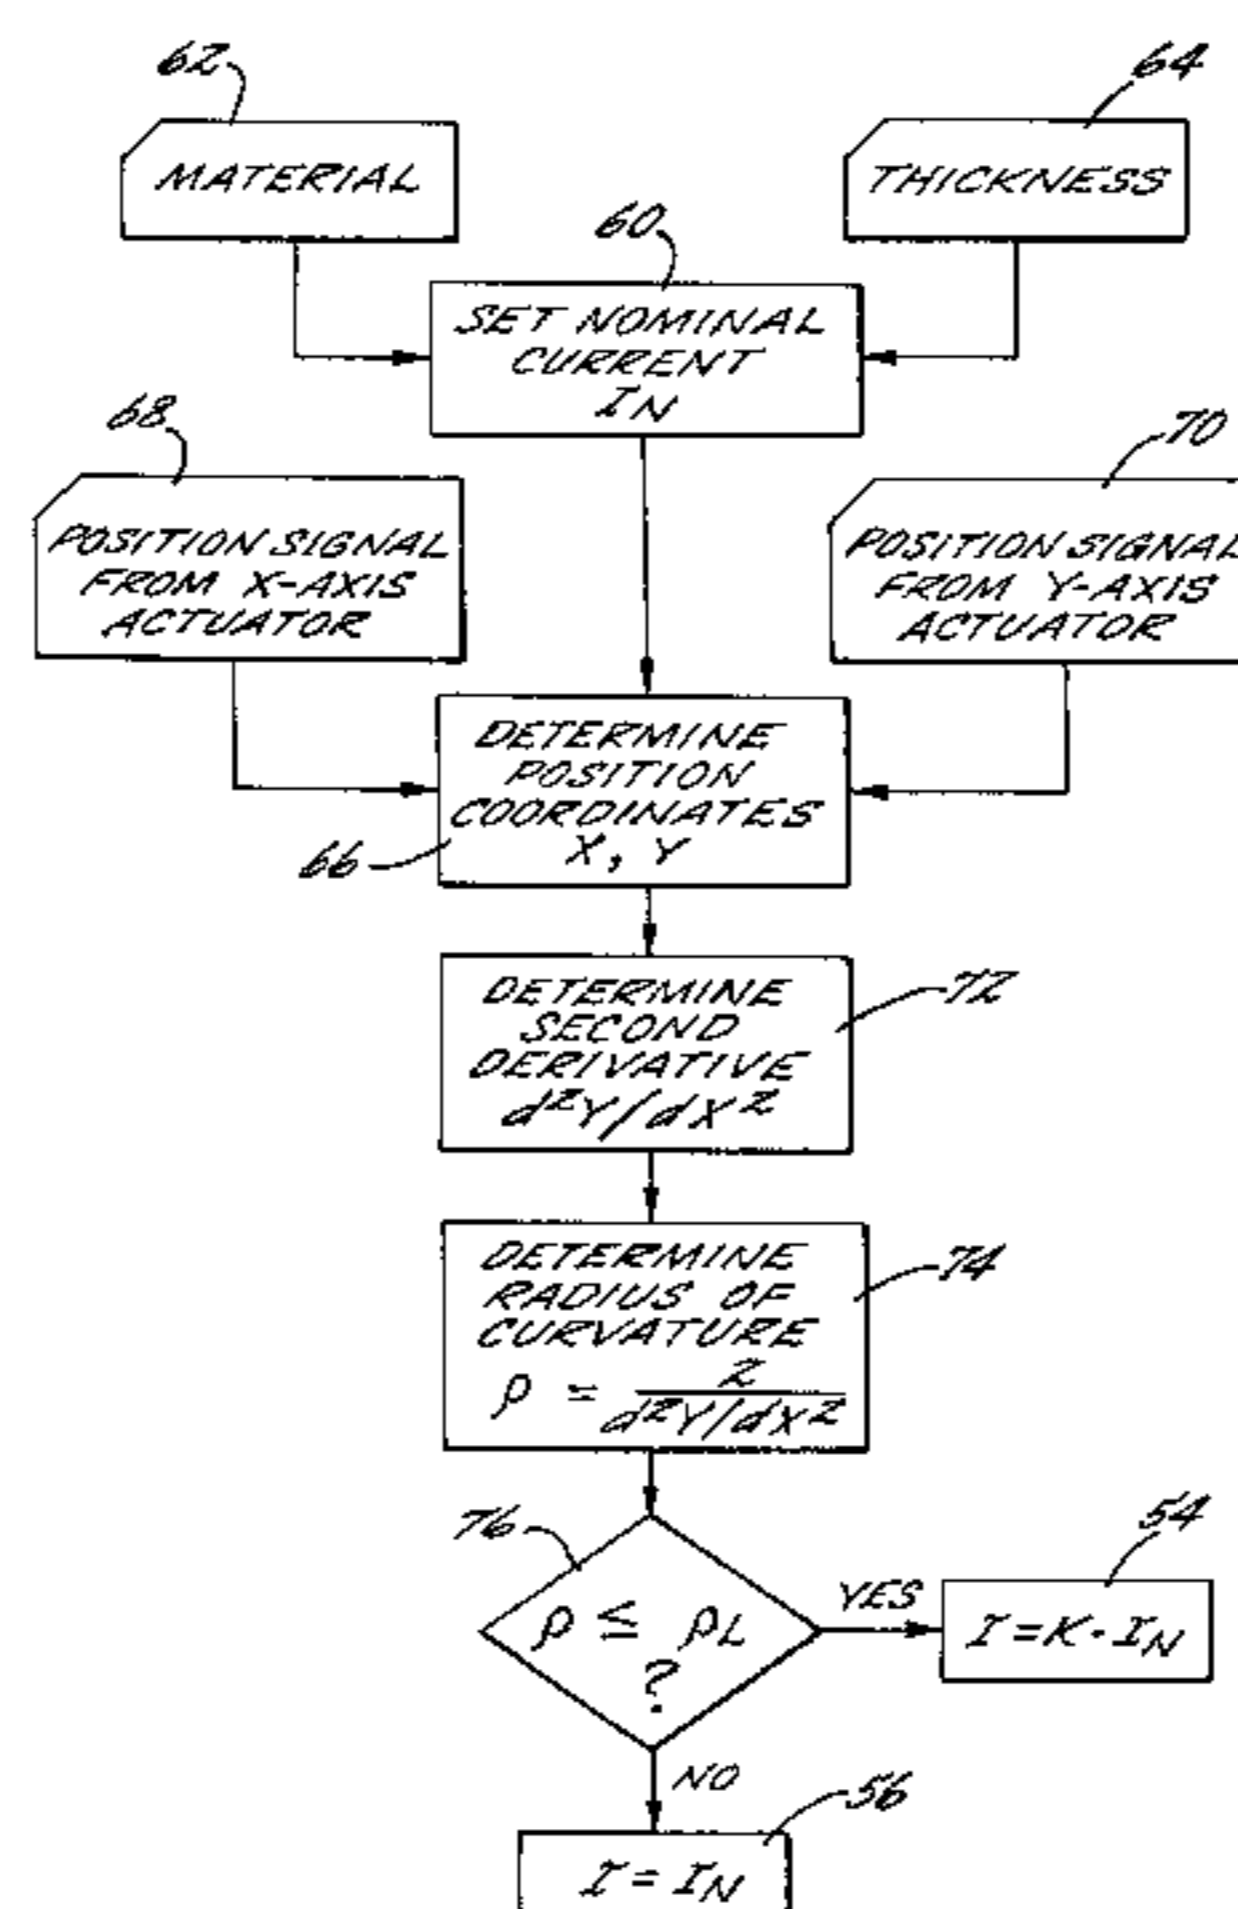 62
64
MATERIAL
THICKNESS
60
SET NOMINAL
CURRENT
IN
68
70
POSITION SIGNAL
FROM X-AXIS
ACTUATOR
POSITION SIGNAL
FROM Y-AXIS
ACTUATOR
DETERMINE
POSITION
COORDINATES
X, Y
66
DETERMINE
SECOND
DERIVATIVE
d²Y/dX²
72
DETERMINE
RADIUS OF
CURVATURE
ρ = 2 / d²Y/dX²
74
76
ρ ≤ ρL
?
YES
54
I = K · IN
NO
56
I = IN